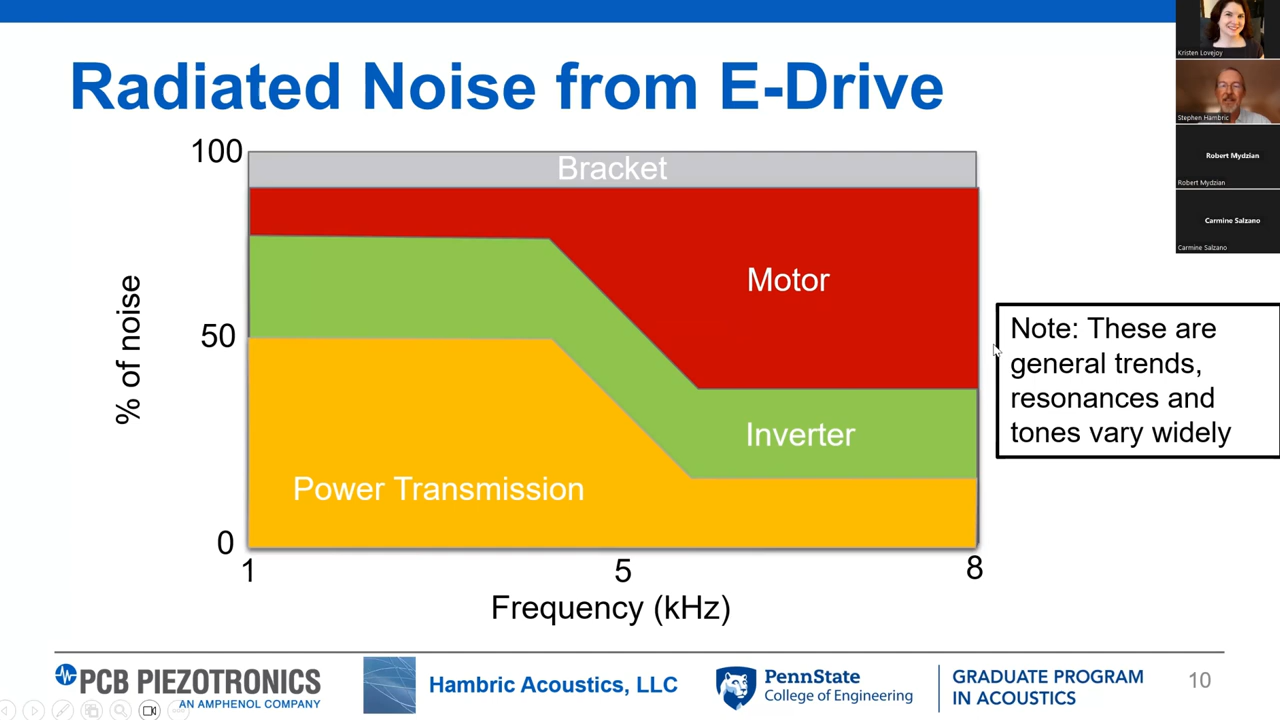 Radiated Noise from E-Drive
100
50
0
% of noise
Bracket
Motor
Inverter
Power Transmission
1
5
8
Frequency (kHz)
Note: These are
general trends,
resonances and
tones vary widely
Kristen Lovejoy
Stephen Hambric
Robert Mydzian
Robert Mydzian
Carmine Salzano
Carmine Salzano
PCB PIEZOTRONICS
AN AMPHENOL COMPANY
Hambric Acoustics, LLC
PennState
College of Engineering
GRADUATE PROGRAM
IN ACOUSTICS
10